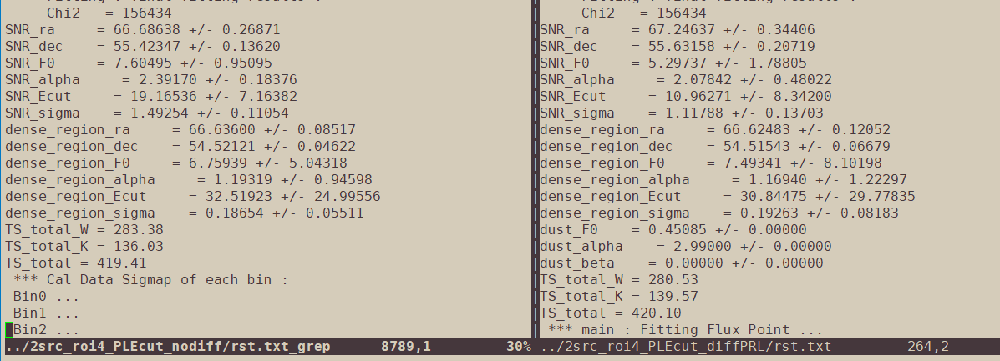 Chi2   = 156434
SNR_ra     = 66.68638 +/- 0.26871
SNR_dec    = 55.42347 +/- 0.13620
SNR_F0     = 7.60495 +/- 0.95095
SNR_alpha     = 2.39170 +/- 0.18376
SNR_Ecut     = 19.16536 +/- 7.16382
SNR_sigma    = 1.49254 +/- 0.11054
dense_region_ra     = 66.63600 +/- 0.08517
dense_region_dec    = 54.52121 +/- 0.04622
dense_region_F0     = 6.75939 +/- 5.04318
dense_region_alpha     = 1.19319 +/- 0.94598
dense_region_Ecut     = 32.51923 +/- 24.99556
dense_region_sigma    = 0.18654 +/- 0.05511
TS_total_W = 283.38
TS_total_K = 136.03
TS_total = 419.41
*** Cal Data Sigmap of each bin :
Bin0 ...
Bin1 ...
Bin2 ...
../2src_roi4_PLEcut_nodiff/rst.txt_grep      8789,1         30%
Chi2   = 156434
SNR_ra     = 67.24637 +/- 0.34406
SNR_dec    = 55.63158 +/- 0.20719
SNR_F0     = 5.29737 +/- 1.78805
SNR_alpha     = 2.07842 +/- 0.48022
SNR_Ecut     = 10.96271 +/- 8.34200
SNR_sigma    = 1.11788 +/- 0.13703
dense_region_ra     = 66.62483 +/- 0.12052
dense_region_dec    = 54.51543 +/- 0.06679
dense_region_F0     = 7.49341 +/- 8.10198
dense_region_alpha     = 1.16940 +/- 1.22297
dense_region_Ecut     = 30.84475 +/- 29.77835
dense_region_sigma    = 0.19263 +/- 0.08183
dust_F0    = 0.45085 +/- 0.00000
dust_alpha    = 2.99000 +/- 0.00000
dust_beta    = 0.00000 +/- 0.00000
TS_total_W = 280.53
TS_total_K = 139.57
TS_total = 420.10
*** main : Fitting Flux Point ...
../2src_roi4_PLEcut_diffPRL/rst.txt         264,2